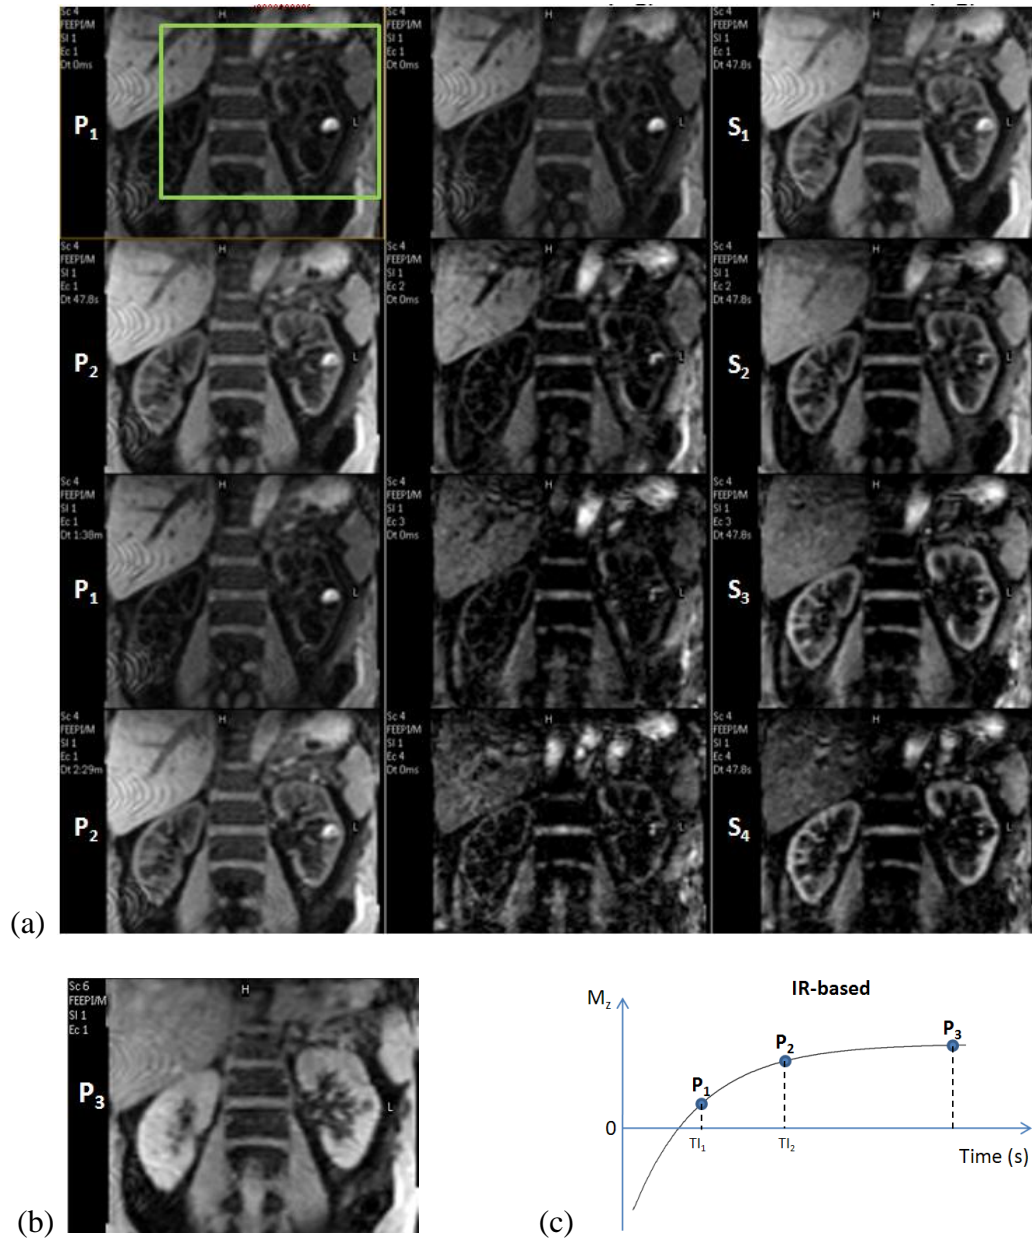 Sc 4
FEEPI/M
Sl 1
Ec 1
Dt 0ms
H
P1
L
FEEPI/M
Sl 1
Ec 1
Dt 0ms
H
L
Sc 4
FEEPI/M
Sl 1
Ec 1
Dt 47.8s
H
S1
L
Sc 4
FEEPI/M
Sl 1
Ec 1
Dt 47.8s
H
P2
L
Sc 4
FEEPI/M
Sl 1
Ec 2
Dt 0ms
H
L
Sc 4
FEEPI/M
Sl 1
Ec 2
Dt 47.8s
H
S2
L
Sc 4
FEEPI/M
Sl 1
Ec 1
Dt 1:38m
H
P1
L
Sc 4
FEEPI/M
Sl 1
Ec 3
Dt 0ms
H
L
Sc 4
FEEPI/M
Sl 1
Ec 3
Dt 47.8s
H
S3
L
Sc 4
FEEPI/M
Sl 1
Ec 1
Dt 2:29m
H
P2
L
Sc 4
FEEPI/M
Sl 1
Ec 4
Dt 0ms
H
L
Sc 4
FEEPI/M
Sl 1
Ec 4
Dt 47.8s
H
S4
L
(a)
Sc 6
FEEPI/M
Sl 1
Ec 1
H
P3
L
(b)
IR-based
Mz
P1
P2
P3
0
TI1
TI2
Time (s)
(c)